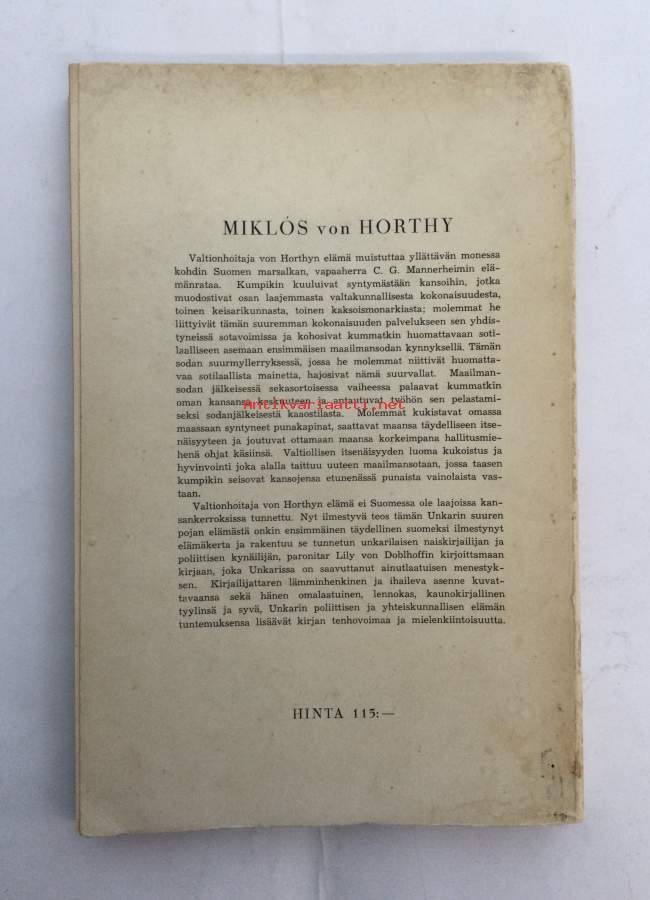 MIKLÓS von HORTHY
Valtionhoitaja von Horthyn elämä muistuttaa yllättävän monessa
kohdin Suomen marsalkan, vapaaherra C. G. Mannerheimin elä-
mänrataa. Kumpikin kuuluivat syntymästään kansoihin, jotka
muodostivat osan laajemmasta valtakunnallisesta kokonaisuudesta,
toinen keisarikunnasta, toinen kaksoismonarkiasta; molemmat he
liittyivät tämän suuremman kokonaisuuden palvelukseen sen yhdis-
tyneissä sotavoimissa ja kohosivat kummatkin huomattavaan soti-
laalliseen asemaan ensimmäisen maailmansodan kynnyksellä. Tämän
sodan suurmyllerryksessä, jossa he molemmat niittivät huomatta-
vaa sotilaallista mainetta, hajosivat nämä suurvallat. Maailman-
sodan jälkeisessä sekasortoisessa vaiheessa palaavat kummatkin
oman kansansa keskuuteen ja antautuvat työhön sen pelastami-
seksi sodanjälkeisestä kaaostilasta. Molemmat kukistavat omassa
maassaan syntyneet punakapinat, saattavat maansa täydelliseen itse-
näisyyteen ja joutuvat ottamaan maansa korkeimpana hallitusmie-
henä ohjat käsiinsä. Valtiollisen itsenäisyyden luoma kukoistus ja
hyvinvointi joka alalla taittuu uuteen maailmansotaan, jossa taasen
kumpikin seisovat kansojensa etunenässä punaista vainolaista vas-
taan.
Valtionhoitaja von Horthyn elämä ei Suomessa ole laajoissa kan-
sankerroksissa tunnettu. Nyt ilmestyvä teos tämän Unkarin suuren
pojan elämästä onkin ensimmäinen täydellinen suomeksi ilmestynyt
elämäkerta ja rakentuu se tunnetun unkarilaisen naiskirjailijan ja
poliittisen kynäilijän, paronitar Lily von Doblhoffin kirjoittamaan
kirjaan, joka Unkarissa on saavuttanut ainutlaatuisen menestyk-
sen. Kirjailijattaren lämminhenkinen ja ihaileva asenne kuvat-
tavaansa sekä hänen omalaatuinen, lennokas, kaunokirjallinen
tyylinsä ja syvä, Unkarin poliittisen ja yhteiskunnallisen elämän
tuntemuksensa lisäävät kirjan tenhovoimaa ja mielenkiintoisuutta.
HINTA 115:—
Antikvariaatti.net